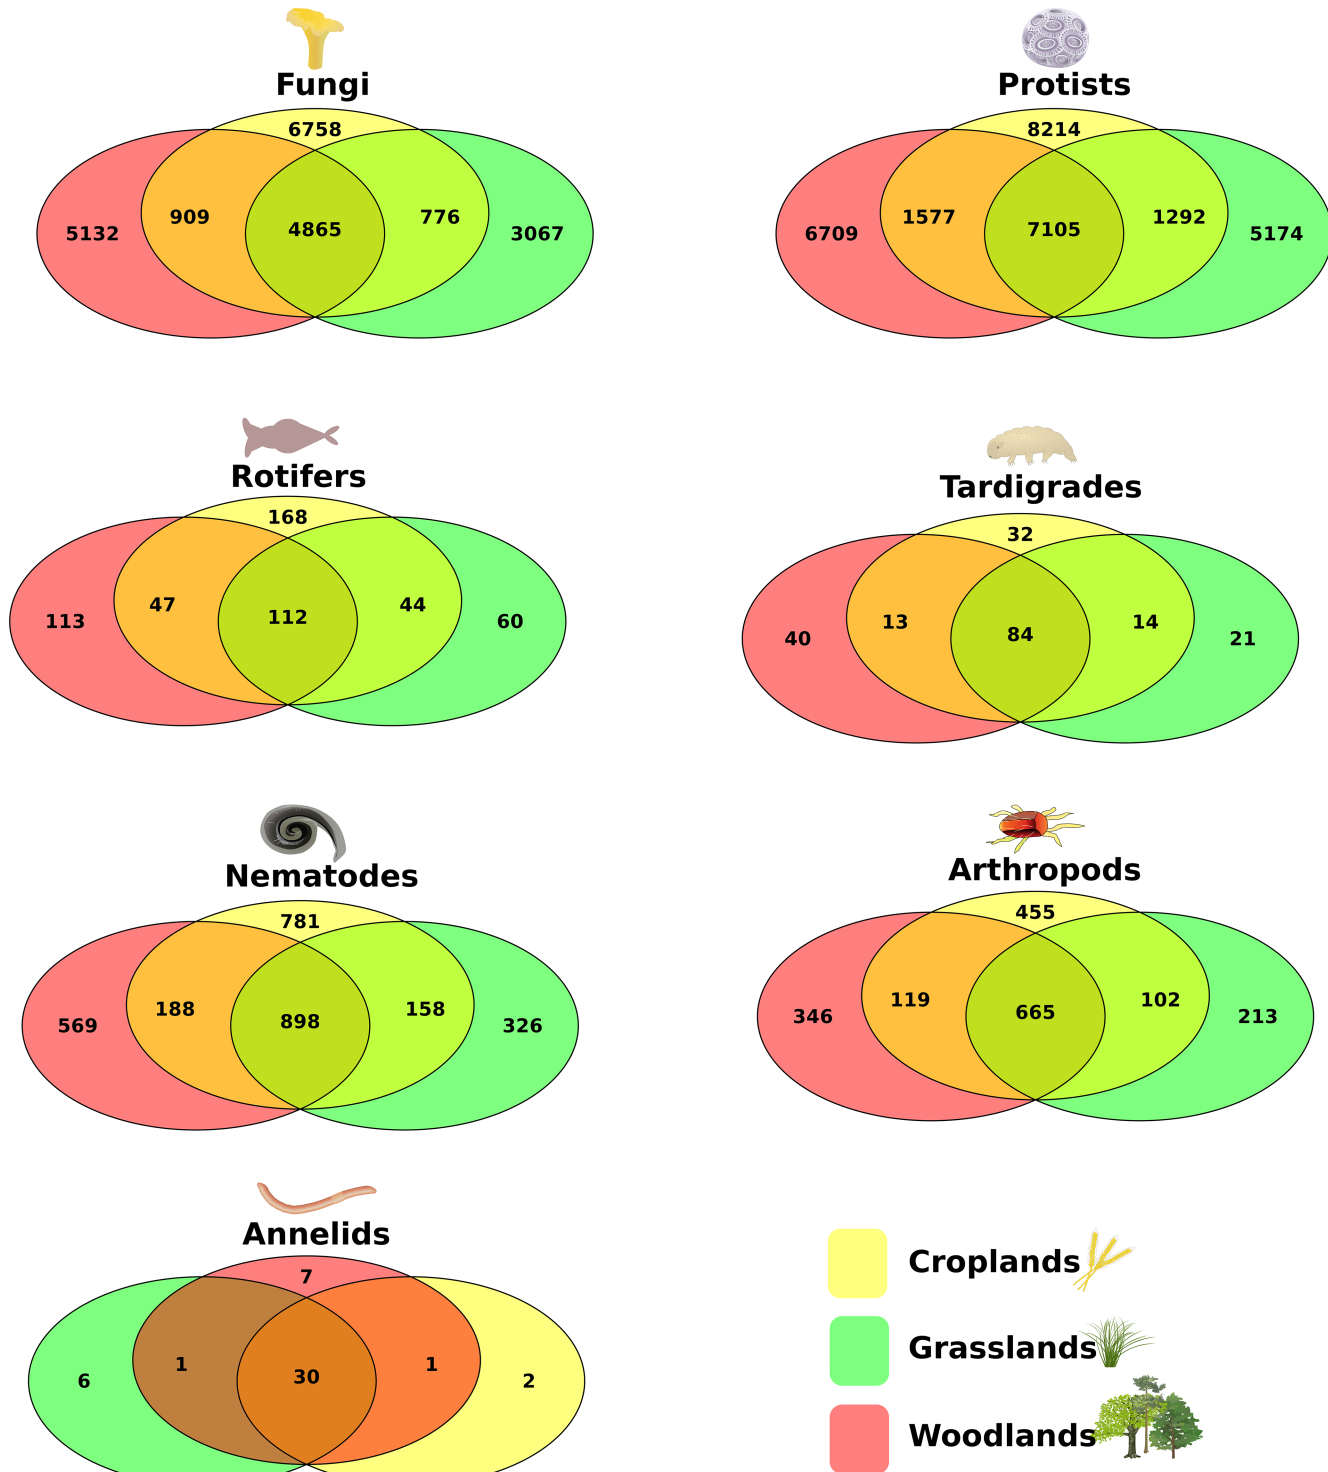 Fungi
6758
5132 909 4865 776 3067
Protists
8214
6709 1577 7105 1292 5174
Rotifers
168
113 47 112 44 60
Tardigrades
32
40 13 84 14 21
Nematodes
781
569 188 898 158 326
Arthropods
455
346 119 665 102 213
Annelids
7
6 1 30 1 2
Croplands
Grasslands
Woodlands